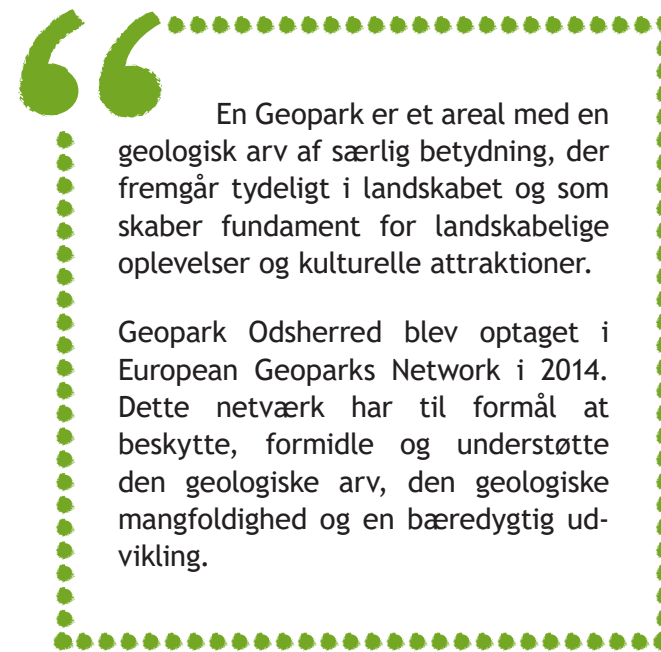 En Geopark er et areal med en
geologisk arv af særlig betydning, der
fremgår tydeligt i landskabet og som
skaber fundament for landskabelige
oplevelser og kulturelle attraktioner.
Geopark Odsherred blev optaget i
European Geoparks Network i 2014.
Dette netværk har til formål at
beskytte, formidle og understøtte
den geologiske arv, den geologiske
mangfoldighed og en bæredygtig ud-
vikling.